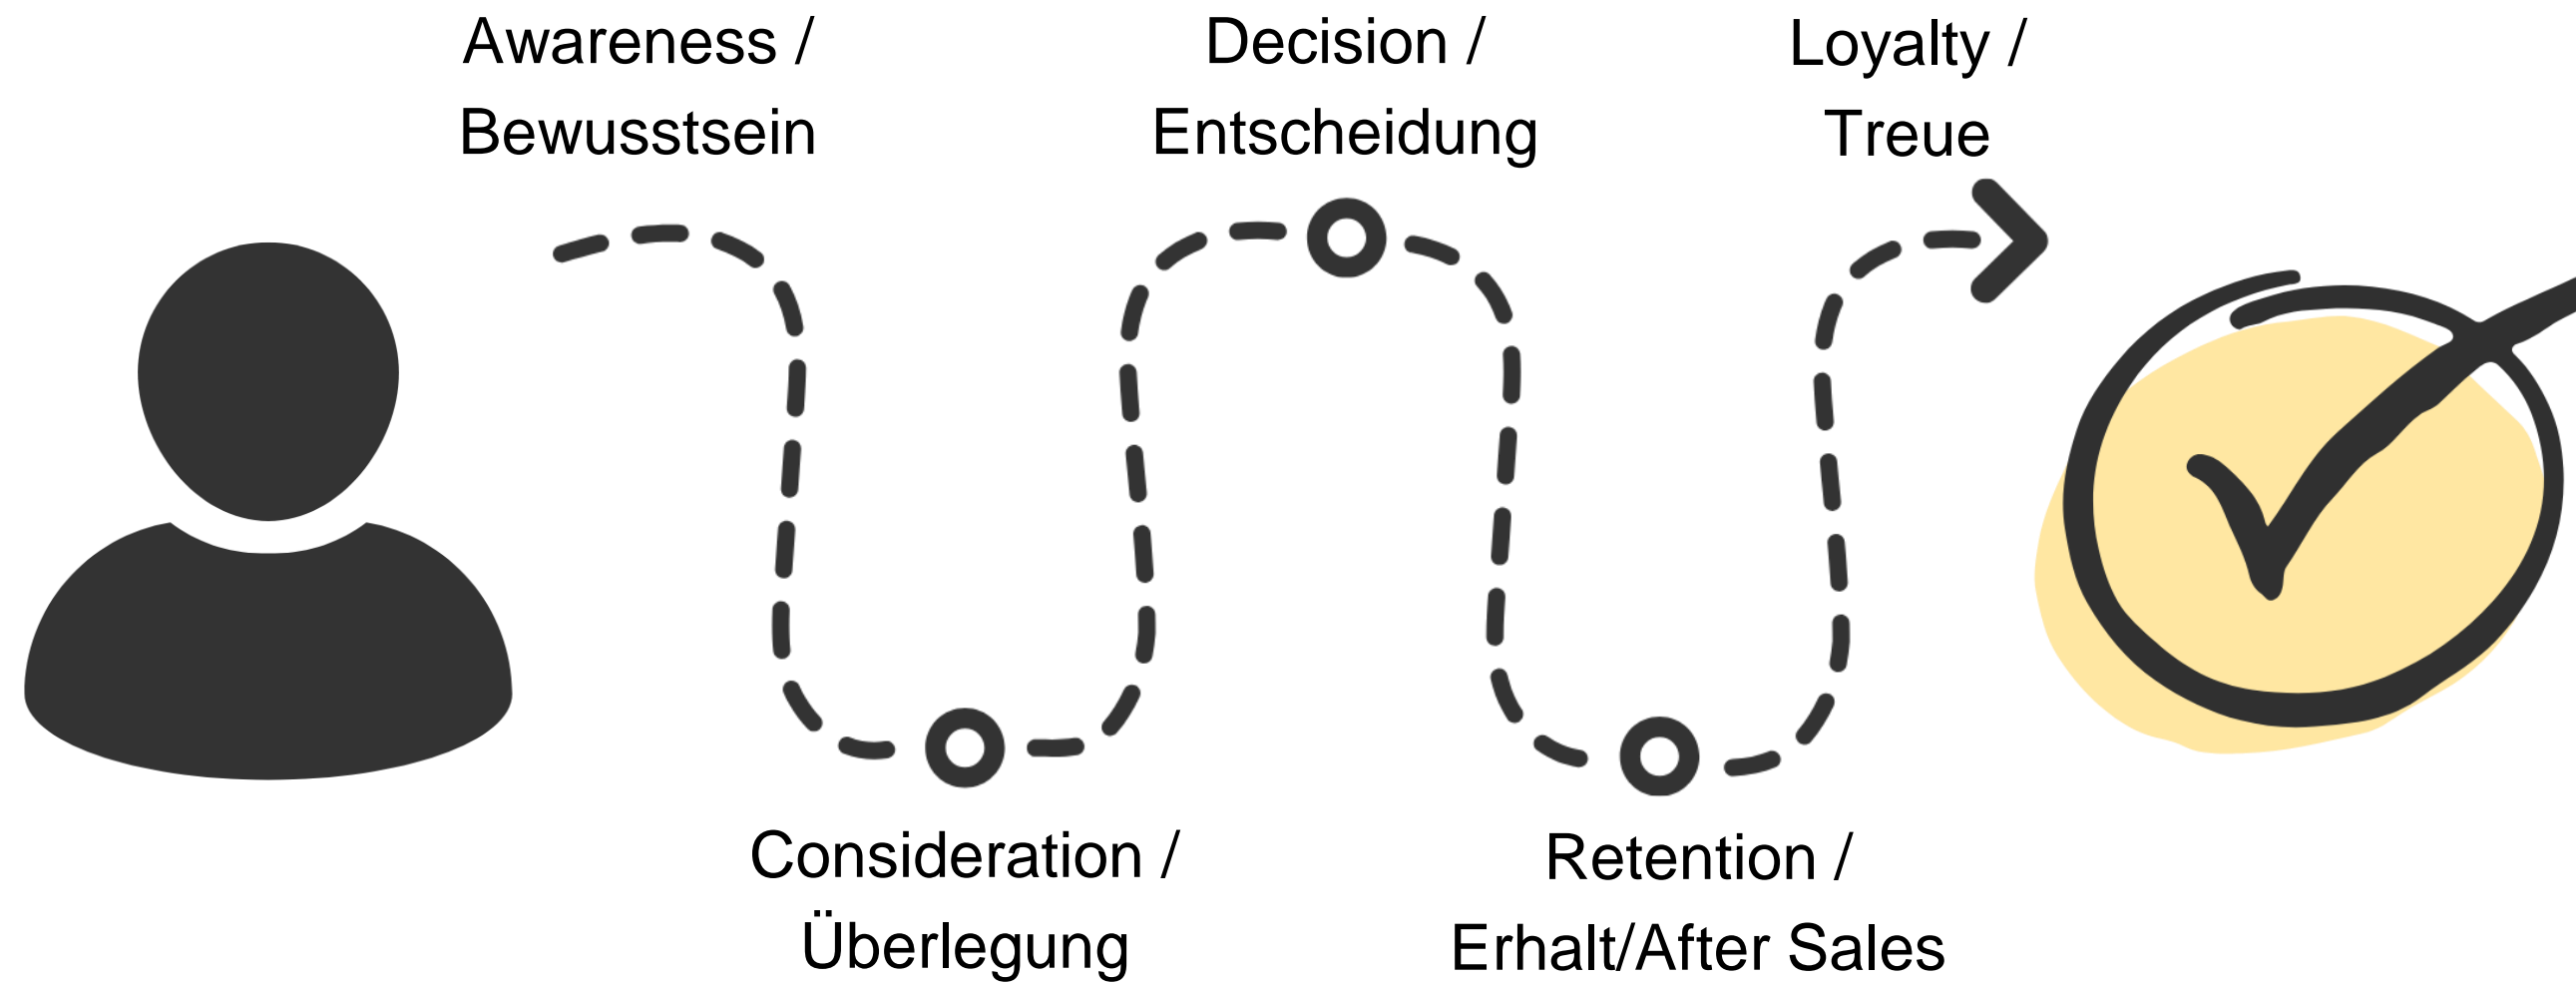 Awareness /
Bewusstsein
Consideration /
Überlegung
Decision /
Entscheidung
Retention /
Erhalt/After Sales
Loyalty /
Treue